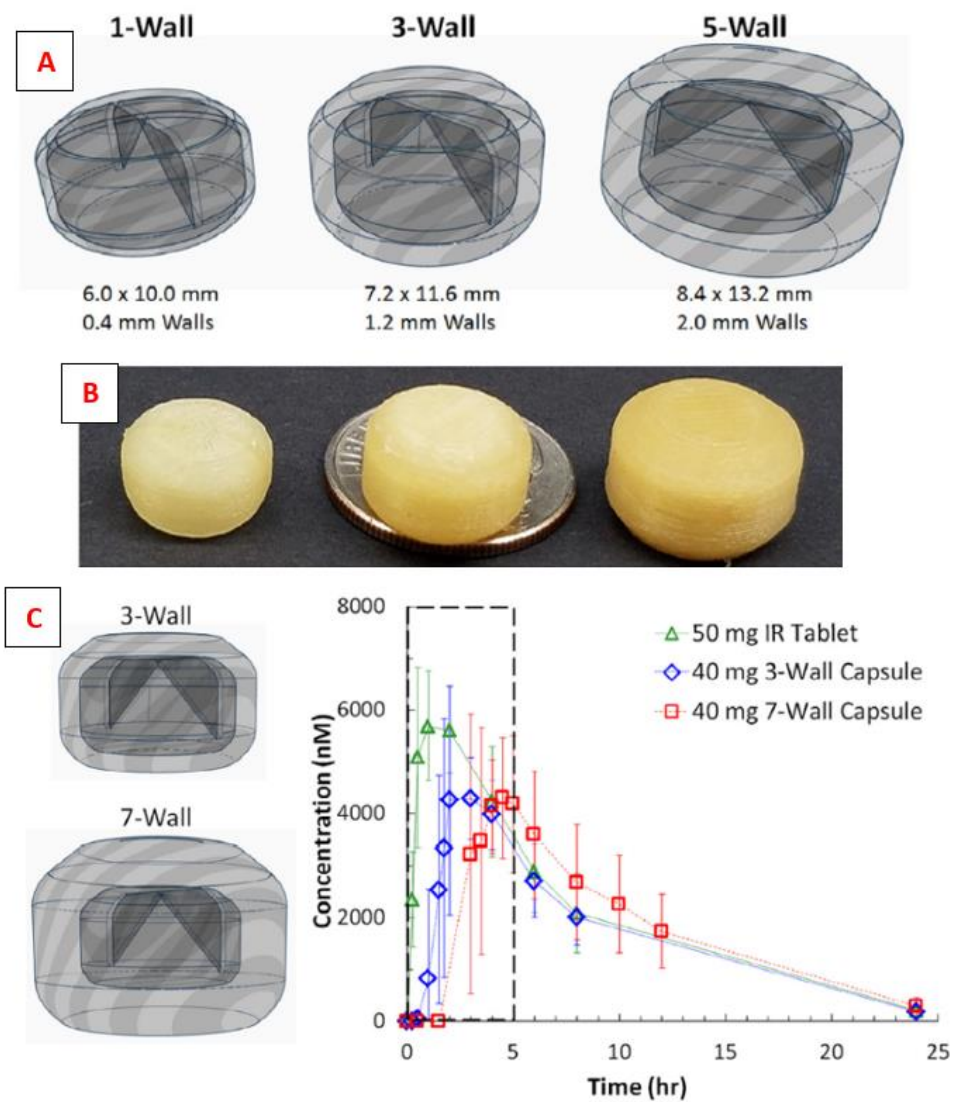 A
1-Wall
3-Wall
5-Wall
6.0 x 10.0 mm
0.4 mm Walls
7.2 x 11.6 mm
1.2 mm Walls
8.4 x 13.2 mm
2.0 mm Walls
B
C
3-Wall
7-Wall
8000
6000
4000
2000
0
Concentration (nM)
0
5
10
15
20
25
Time (hr)
50 mg IR Tablet
40 mg 3-Wall Capsule
40 mg 7-Wall Capsule